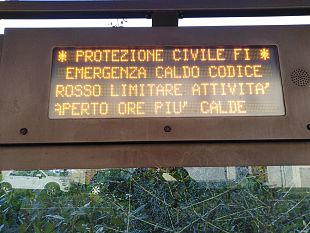 * PROTEZIONE CIVILE FI *
EMERGENZA CALDO CODICE
ROSSO LIMITARE ATTIVITA'
APERTO ORE PIU' CALDE